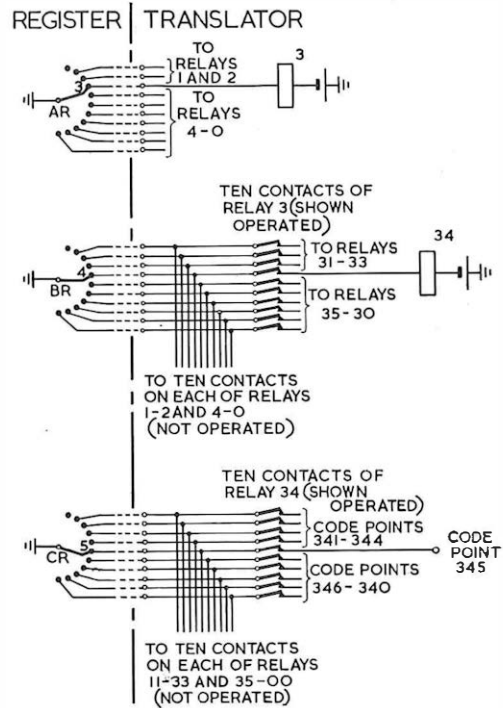 REGISTER TRANSLATOR
TO
RELAYS
1 AND 2
3
3
AR
TO
RELAYS
4-0
TEN CONTACTS OF
RELAY 3(SHOWN
OPERATED)
34
TO RELAYS
31-33
4
BR
TO RELAYS
35-30
TO TEN CONTACTS
ON EACH OF RELAYS
1-2 AND 4-0
(NOT OPERATED)
TEN CONTACTS OF
RELAY 34 (SHOWN
OPERATED)
CODE POINTS
341-344
5
CR
CODE
POINT
345
CODE POINTS
346-340
TO TEN CONTACTS
ON EACH OF RELAYS
11-33 AND 35-00
(NOT OPERATED)